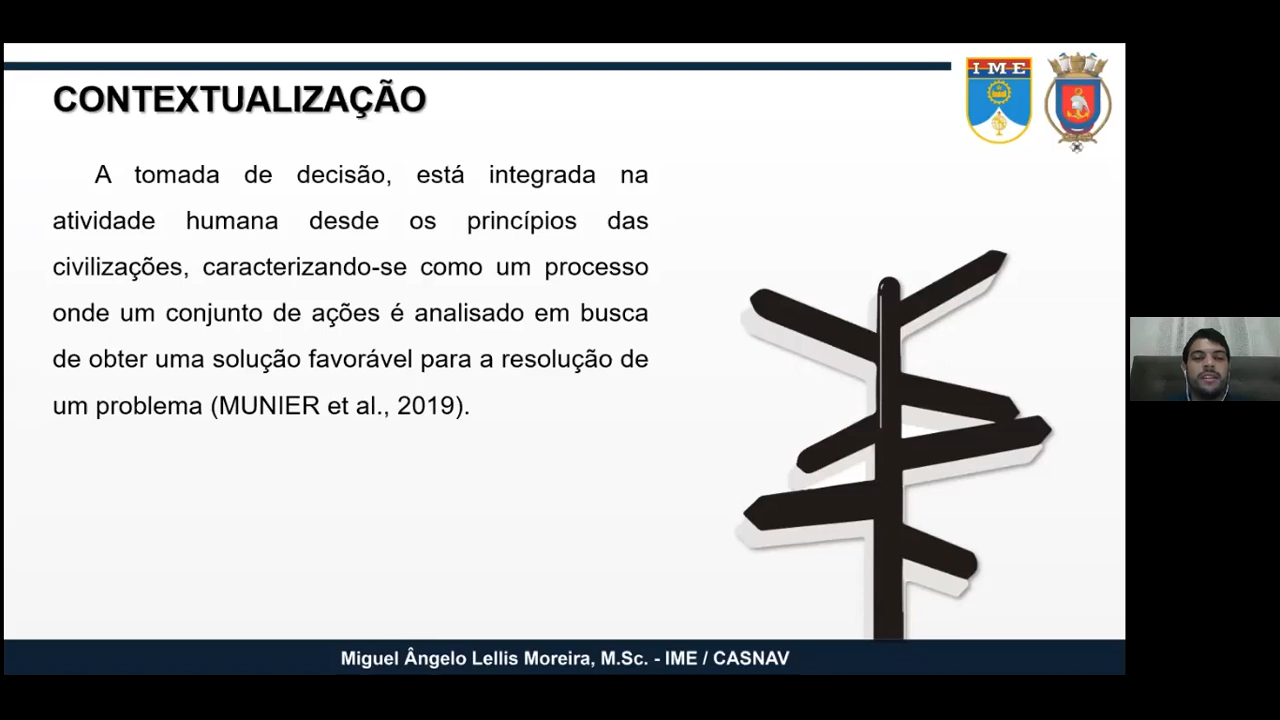 IME
CONTEXTUALIZAÇÃO
A tomada de decisão, está integrada na
atividade humana desde os princípios das
civilizações, caracterizando-se como um processo
onde um conjunto de ações é analisado em busca
de obter uma solução favorável para a resolução de
um problema (MUNIER et al., 2019).
Miguel Ângelo Lellis Moreira, M.Sc. - IME / CASNAV